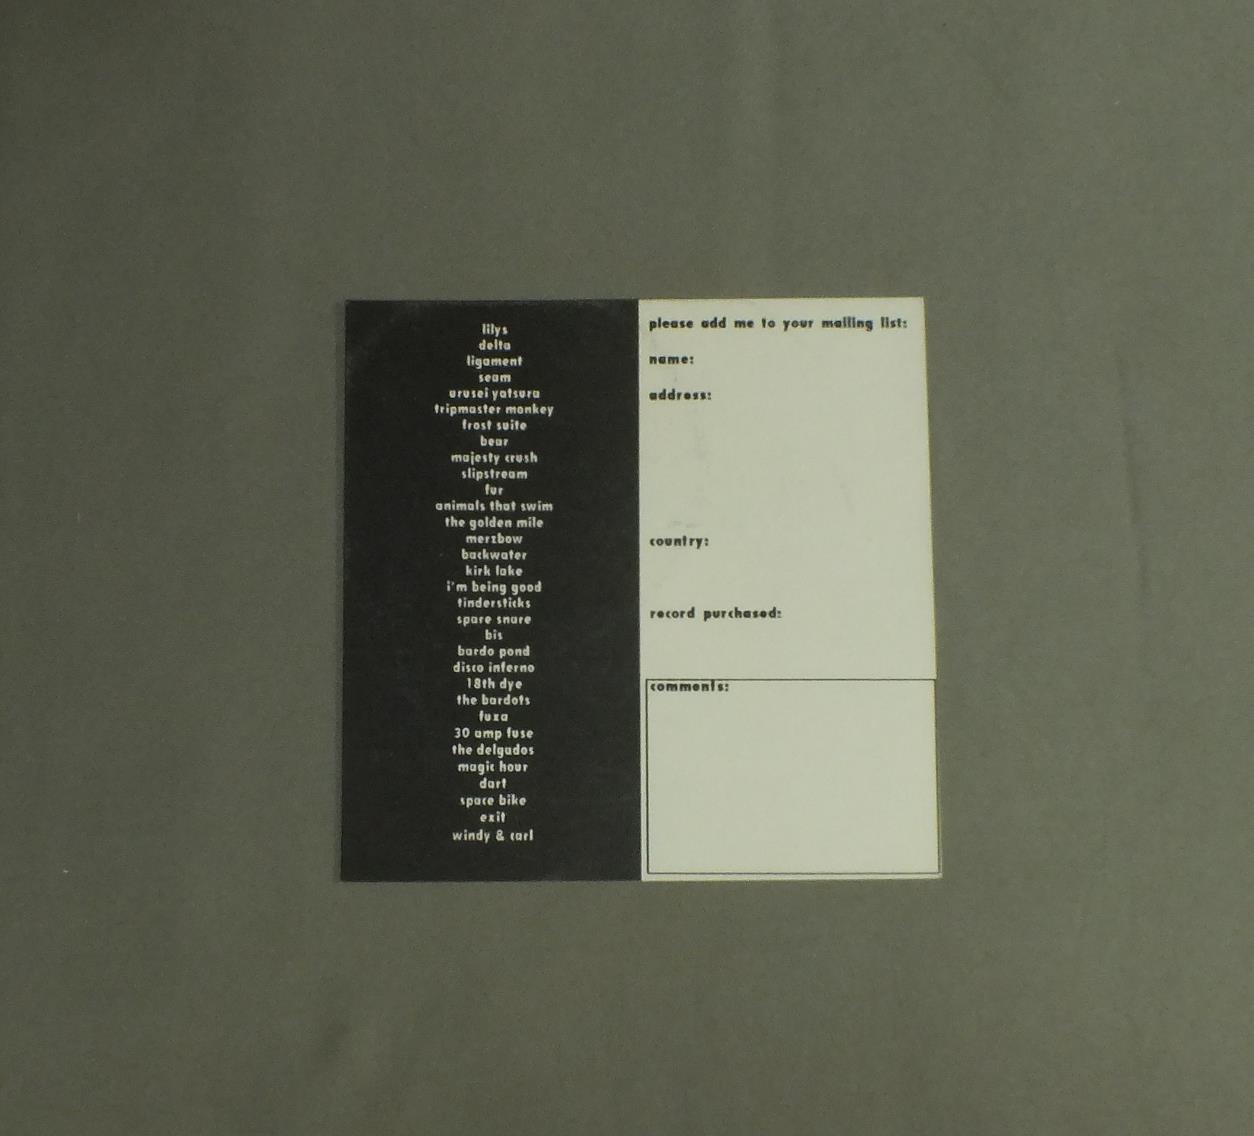 lilys
delta
ligament
seam
urusei yatsura
tripmaster monkey
frost suite
bear
majesty crush
slipstream
fur
animals that swim
the golden mile
merzbow
backwater
kirk lake
i'm being good
tindersticks
spare snare
bis
bardo pond
disco inferno
18th dye
the bardots
fuxa
30 amp fuse
the delgados
magic hour
dart
space bike
exit
windy & carl
please add me to your mailing list:
name:
address:
country:
record purchased:
comments: